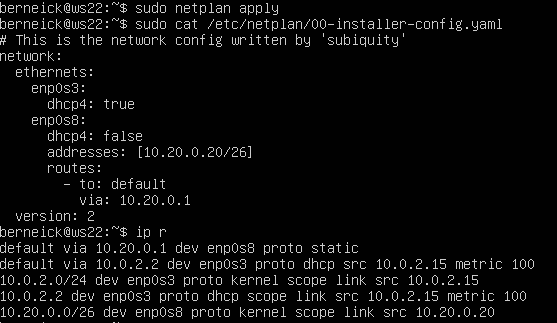 berneick@ws22:~$ sudo netplan apply
berneick@ws22:~$ sudo cat /etc/netplan/00-installer-config.yaml
# This is the network config written by 'subiquity'
network:
  ethernets:
    enp0s3:
      dhcp4: true
    enp0s8:
      dhcp4: false
      addresses: [10.20.0.20/26]
      routes:
        - to: default
          via: 10.20.0.1
  version: 2
berneick@ws22:~$ ip r
default via 10.20.0.1 dev enp0s8 proto static
default via 10.0.2.2 dev enp0s3 proto dhcp src 10.0.2.15 metric 100
10.0.2.0/24 dev enp0s3 proto kernel scope link src 10.0.2.15
10.0.2.2 dev enp0s3 proto dhcp scope link src 10.0.2.15 metric 100
10.20.0.0/26 dev enp0s8 proto kernel scope link src 10.20.0.20